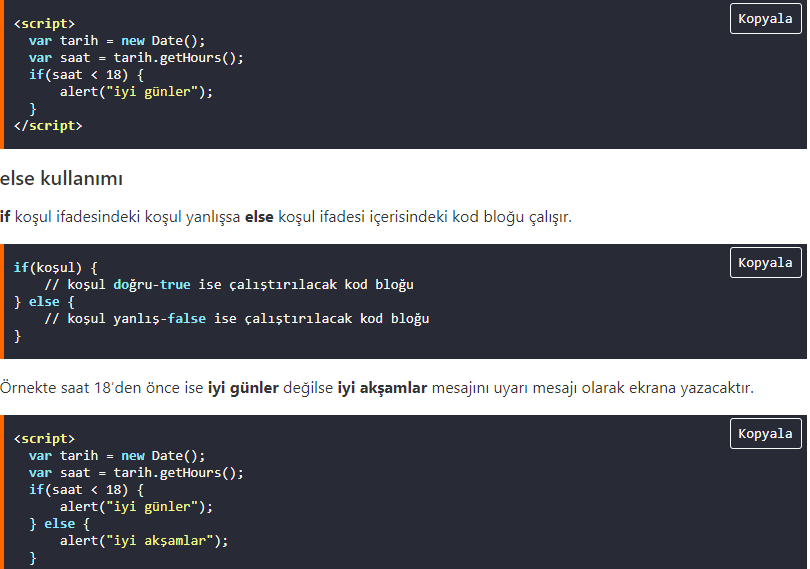 Kopyala
<script>
  var tarih = new Date();
  var saat = tarih.getHours();
  if(saat < 18) {
      alert("iyi günler");
  }
</script>
else kullanımı
if koşul ifadesindeki koşul yanlışsa else koşul ifadesi içerisindeki kod bloğu çalışır.
Kopyala
if(koşul) {
    // koşul doğru-true ise çalıştırılacak kod bloğu
} else {
    // koşul yanlış-false ise çalıştırılacak kod bloğu
}
Örnekte saat 18’den önce ise iyi günler değilse iyi akşamlar mesajını uyarı mesajı olarak ekrana yazacaktır.
Kopyala
<script>
  var tarih = new Date();
  var saat = tarih.getHours();
  if(saat < 18) {
      alert("iyi günler");
  } else {
      alert("iyi akşamlar");
  }